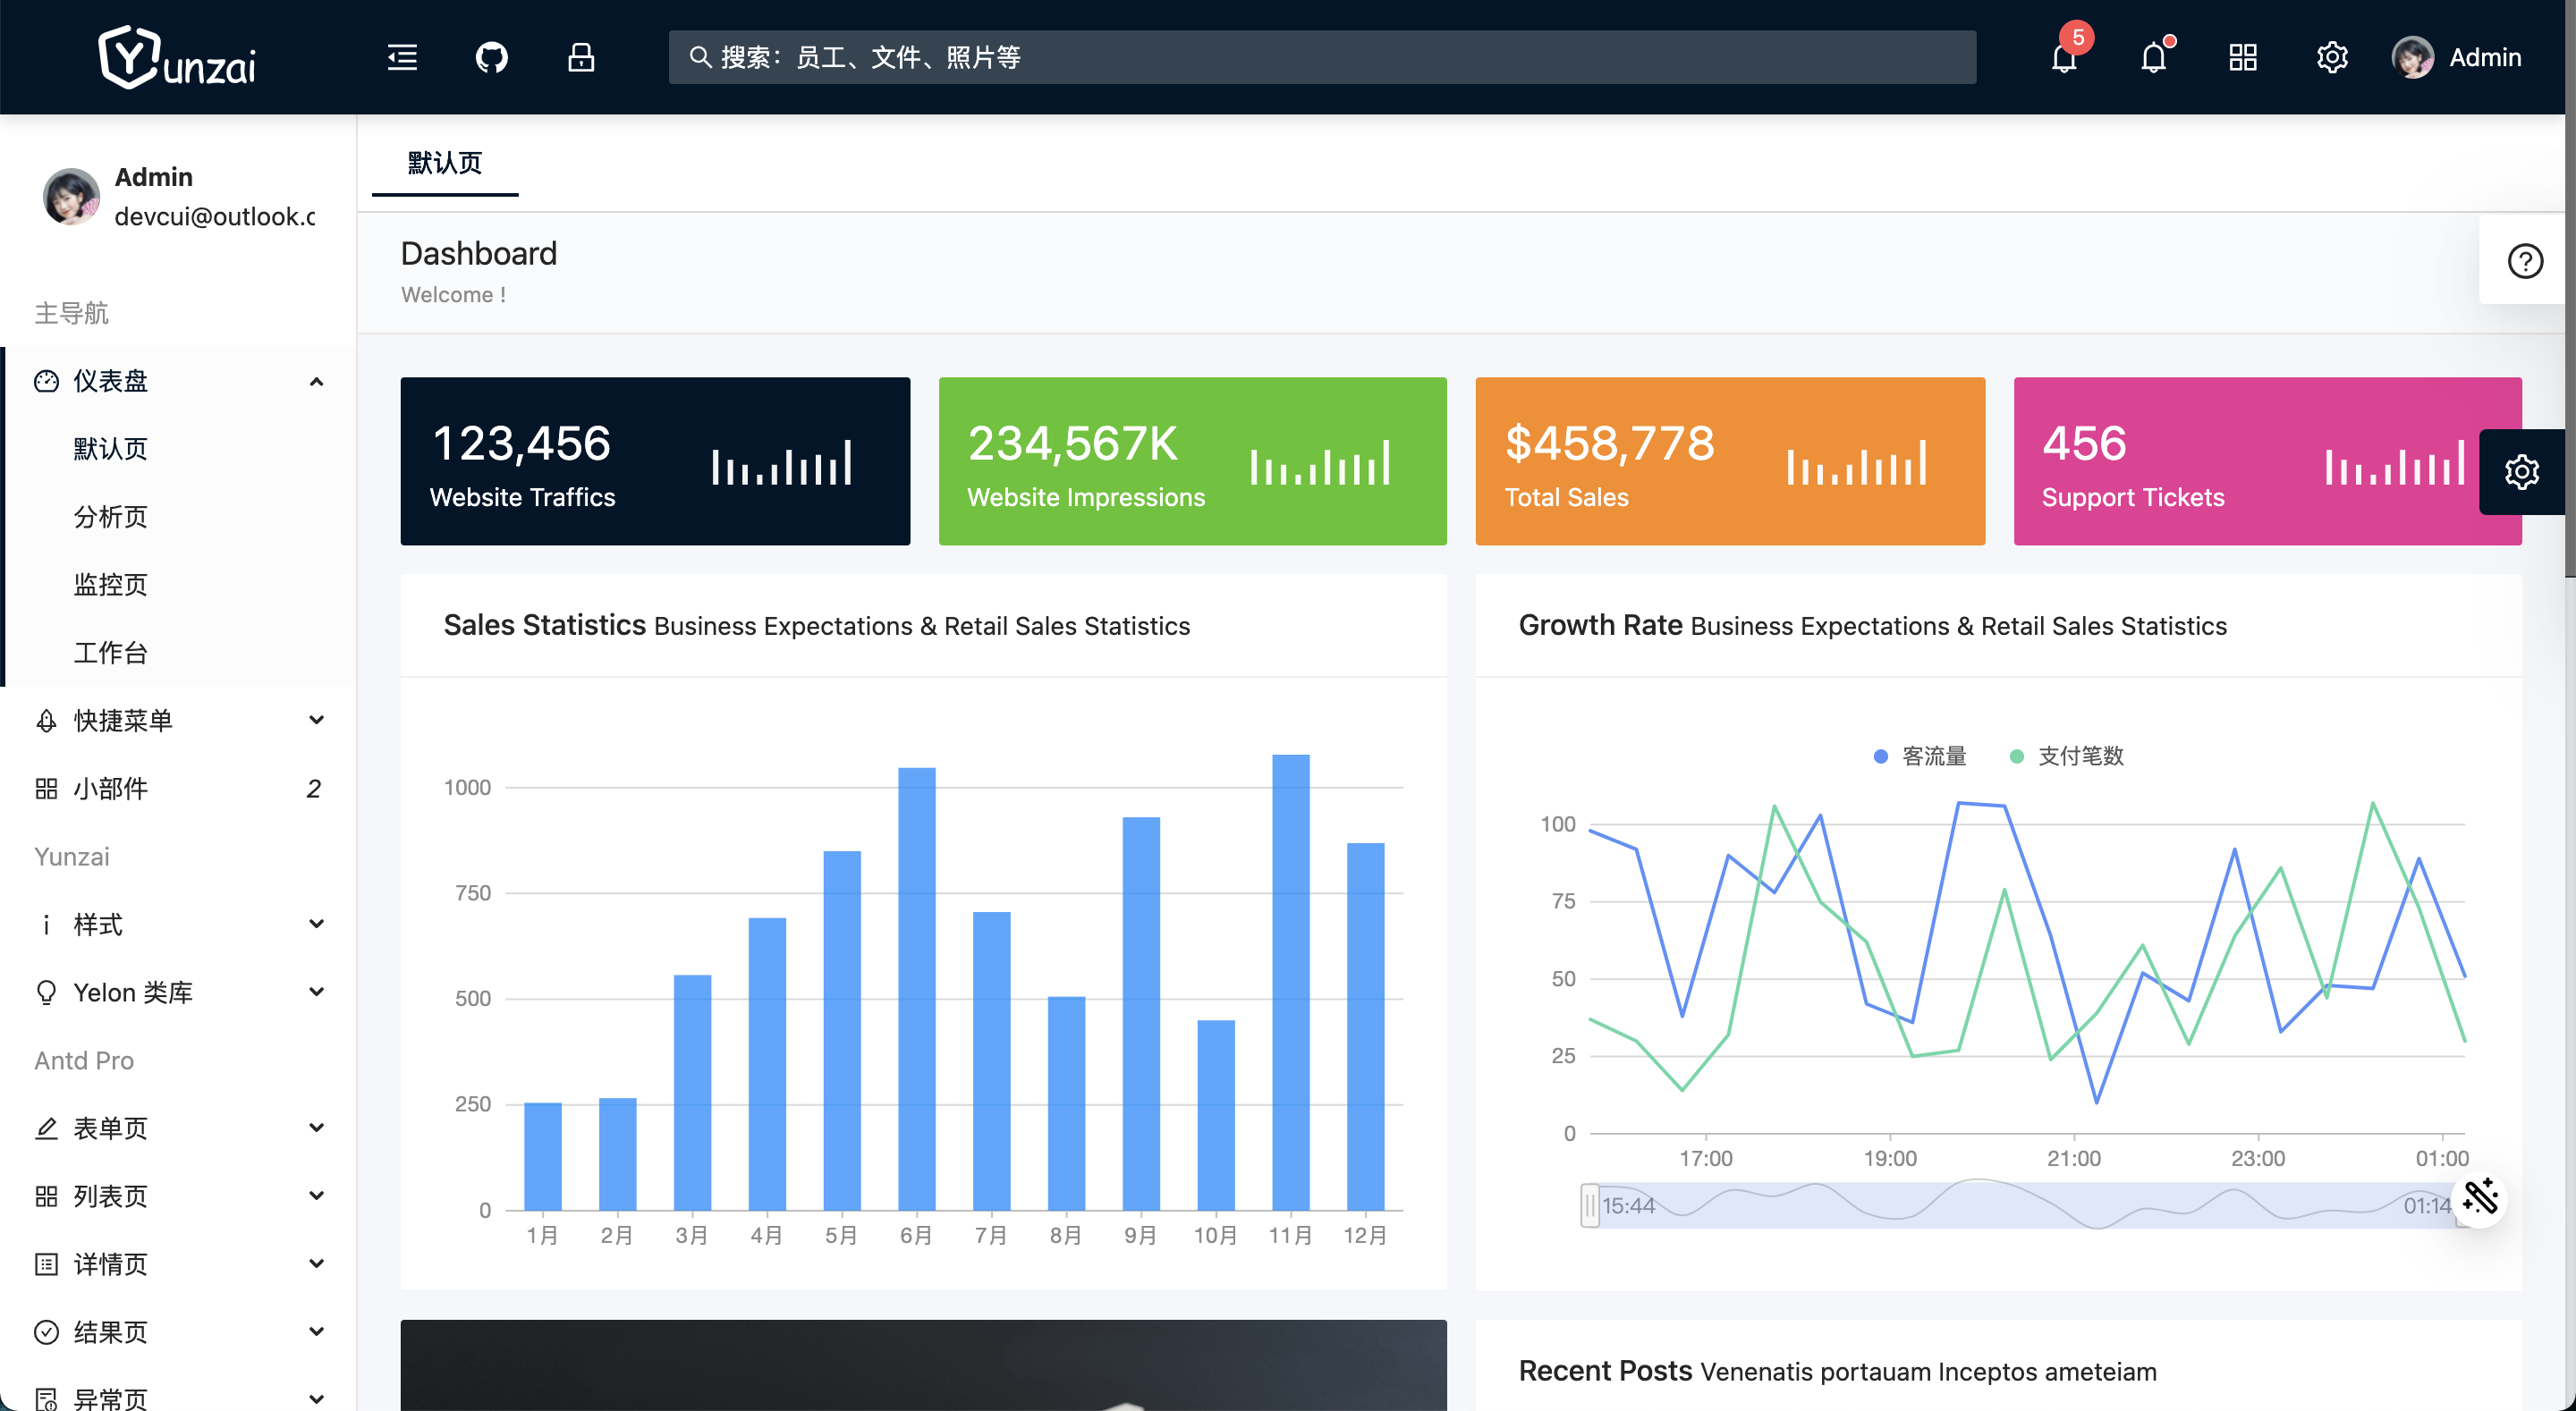 Yunzai
搜索：员工、文件、照片等
5
Admin
Admin
devcui@outlook.c
主导航
仪表盘
默认页
分析页
监控页
工作台
快捷菜单
小部件 2
Yunzai
样式
Yelon 类库
Antd Pro
表单页
列表页
详情页
结果页
异常页
默认页
Dashboard
Welcome !
123,456
Website Traffics
234,567K
Website Impressions
$458,778
Total Sales
456
Support Tickets
Sales Statistics Business Expectations & Retail Sales Statistics
1000
750
500
250
0
1月 2月 3月 4月 5月 6月 7月 8月 9月 10月 11月 12月
Growth Rate Business Expectations & Retail Sales Statistics
客流量 支付笔数
100
75
50
25
0
17:00 19:00 21:00 23:00 01:00
15:44 01:14
Recent Posts Venenatis portauam Inceptos ameteiam